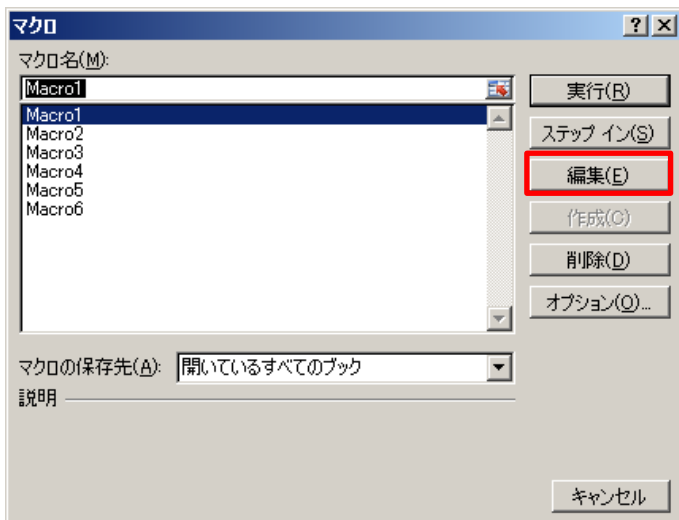 マクロ
マクロ名(M):
Macro1
Macro1
Macro2
Macro3
Macro4
Macro5
Macro6
実行(R)
ステップ イン(S)
編集(E)
作成(C)
削除(D)
オプション(O)...
マクロの保存先(A): 開いているすべてのブック
説明
キャンセル